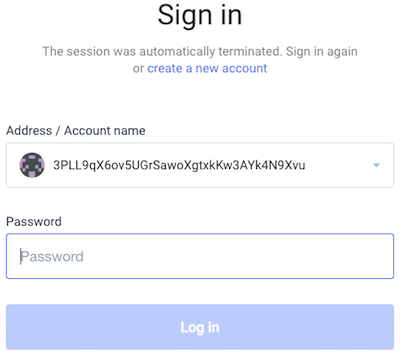 Sign in
The session was automatically terminated. Sign in again
or create a new account
Address / Account name
3PLL9qX6ov5UGrSawoXgtxkKw3AYk4N9Xvu
Password
Password
Log in